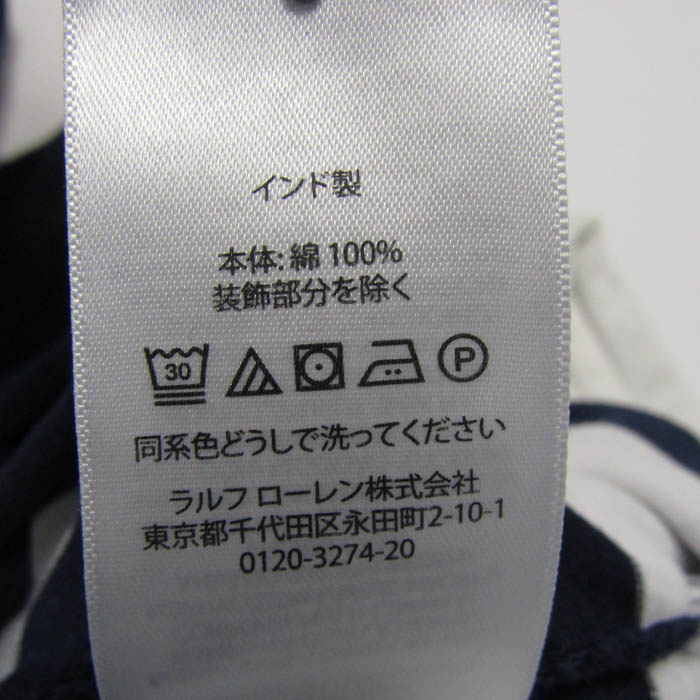 インド製
本体: 綿 100%
装飾部分を除く
30 P
同系色どうしで洗ってください
ラルフ ローレン株式会社
東京都千代田区永田町2-10-1
0120-3274-20